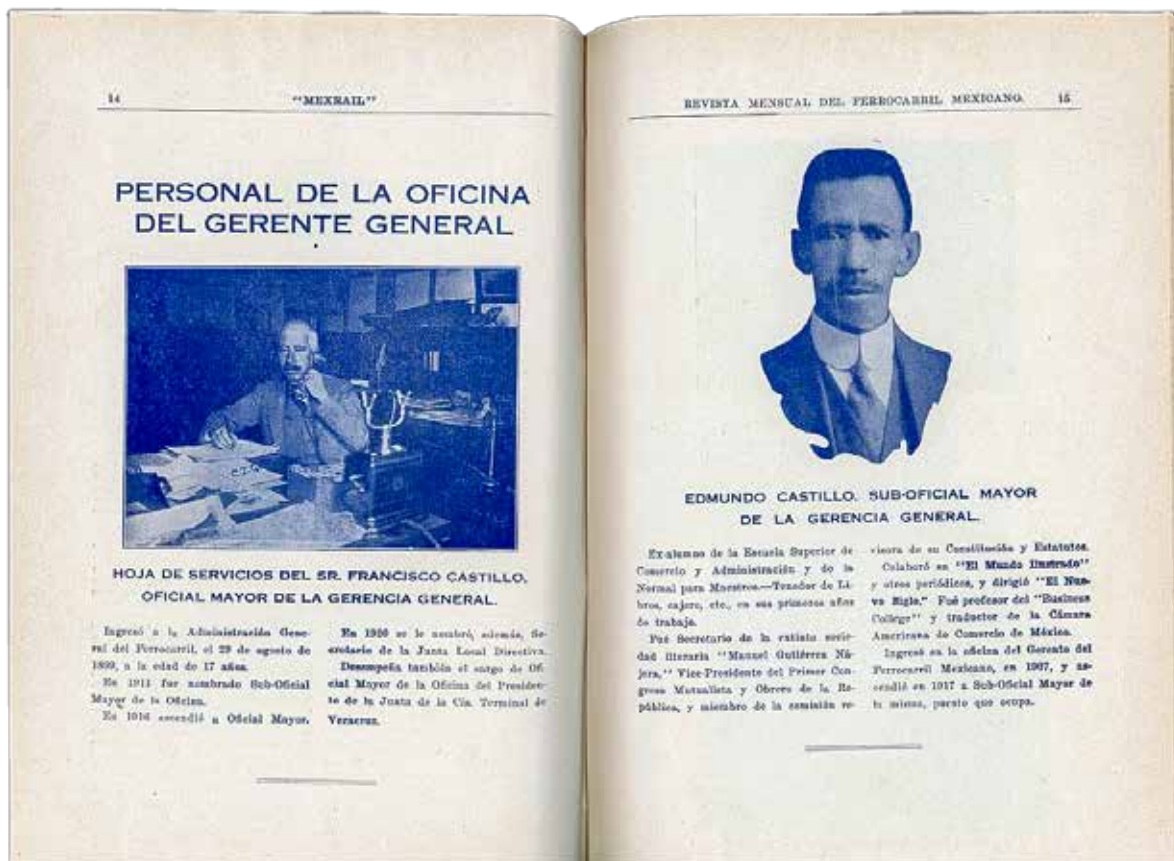 14
"MEXRAIL"
PERSONAL DE LA OFICINA
DEL GERENTE GENERAL
HOJA DE SERVICIOS DEL SR. FRANCISCO CASTILLO,
OFICIAL MAYOR DE LA GERENCIA GENERAL.
Ingresó a la Administración Gene-
ral del Ferrocarril, el 29 de agosto de
1899, a la edad de 17 años.
En 1911 fue nombrado Sub-Oficial
Mayor de la Oficina.
En 1916 ascendió a Oficial Mayor.
En 1920 se le nombró, además, Se-
cretario de la Junta Local Directiva.
Desempeña también el cargo de Ofi-
cial Mayor de la Oficina del Presiden-
te de la Junta de la Cía. Terminal de
Veracruz.
REVISTA MENSUAL DEL FERROCARRIL MEXICANO. 15
EDMUNDO CASTILLO, SUB-OFICIAL MAYOR
DE LA GERENCIA GENERAL.
Ex-alumno de la Escuela Superior de
Comercio y Administración y de la
Normal para Maestros.—Tenedor de Li-
bros, cajero, etc., en sus primeros años
de trabajo.
Fué Secretario de la extinta socie-
dad literaria "Manuel Gutiérrez Ná-
jera," Vice-Presidente del Primer Con-
greso Mutualista y Obrero de la Re-
pública, y miembro de la comisión re-
visora de su Constitución y Estatutos.
Colaboró en "El Mundo Ilustrado"
y otros periódicos, y dirigió "El Nue-
vo Siglo." Fué profesor del "Business
College" y traductor de la Cámara
Americana de Comercio de México.
Ingresó en la oficina del Gerente del
Ferrocarril Mexicano, en 1907, y as-
cendió en 1917 a Sub-Oficial Mayor de
la misma, puesto que ocupa.